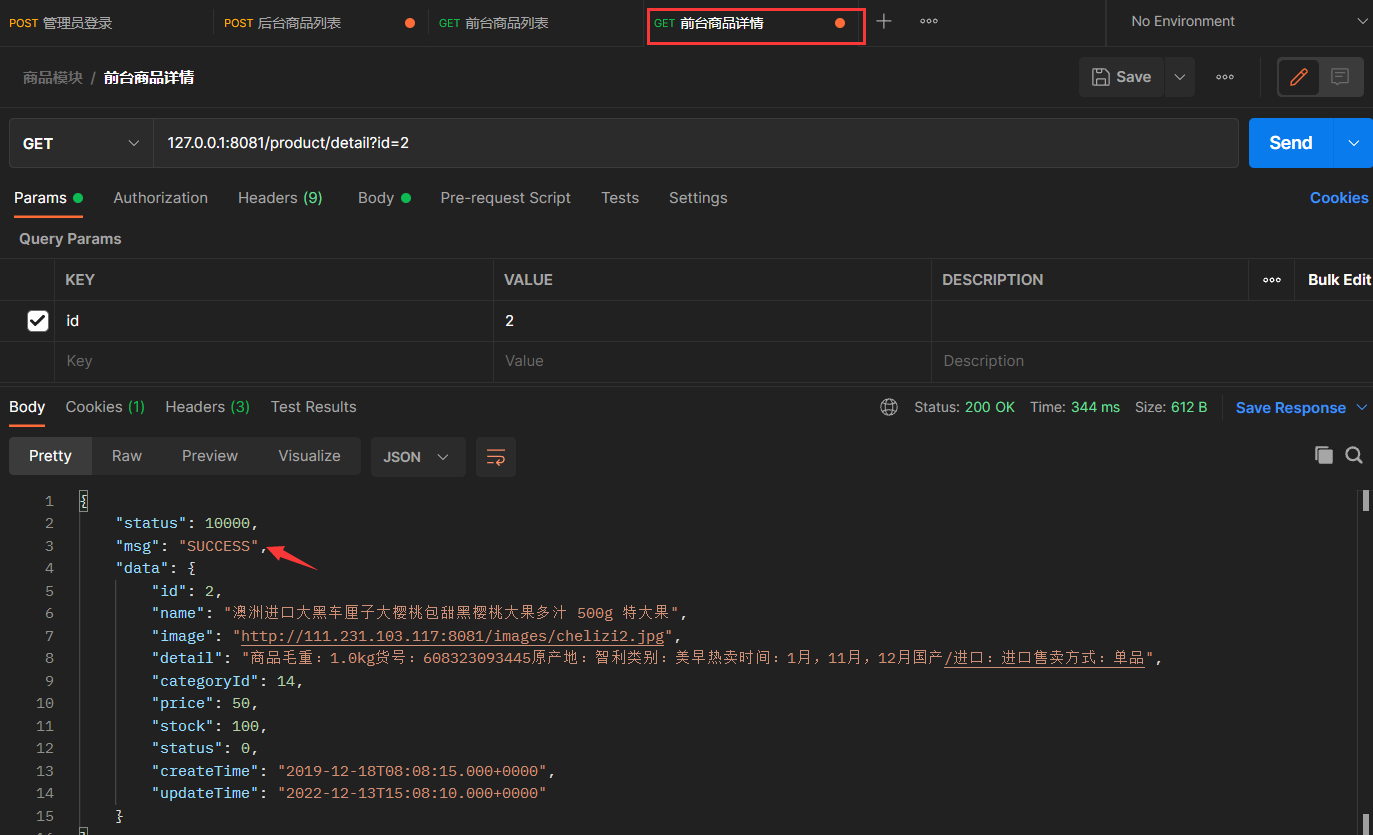 POST 管理员登录 POST 后台商品列表 GET 前台商品列表 GET 前台商品详情 No Environment
商品模块 / 前台商品详情 Save
GET 127.0.0.1:8081/product/detail?id=2 Send
Params Authorization Headers (9) Body Pre-request Script Tests Settings Cookies
Query Params
KEY VALUE DESCRIPTION Bulk Edit
id 2
Key Value Description
Body Cookies (1) Headers (3) Test Results Status: 200 OK Time: 344 ms Size: 612 B Save Response
Pretty Raw Preview Visualize JSON
1 {
2 "status": 10000,
3 "msg": "SUCCESS",
4 "data": {
5 "id": 2,
6 "name": "澳洲进口大黑车厘子大樱桃包甜黑樱桃大果多汁 500g 特大果",
7 "image": "http://111.231.103.117:8081/images/chelizi2.jpg",
8 "detail": "商品毛重：1.0kg货号：608323093445原产地：智利类别：美早热卖时间：1月，11月，12月国产/进口：进口售卖方式：单品",
9 "categoryId": 14,
10 "price": 50,
11 "stock": 100,
12 "status": 0,
13 "createTime": "2019-12-18T08:08:15.000+0000",
14 "updateTime": "2022-12-13T15:08:10.000+0000"
15 }
16 }